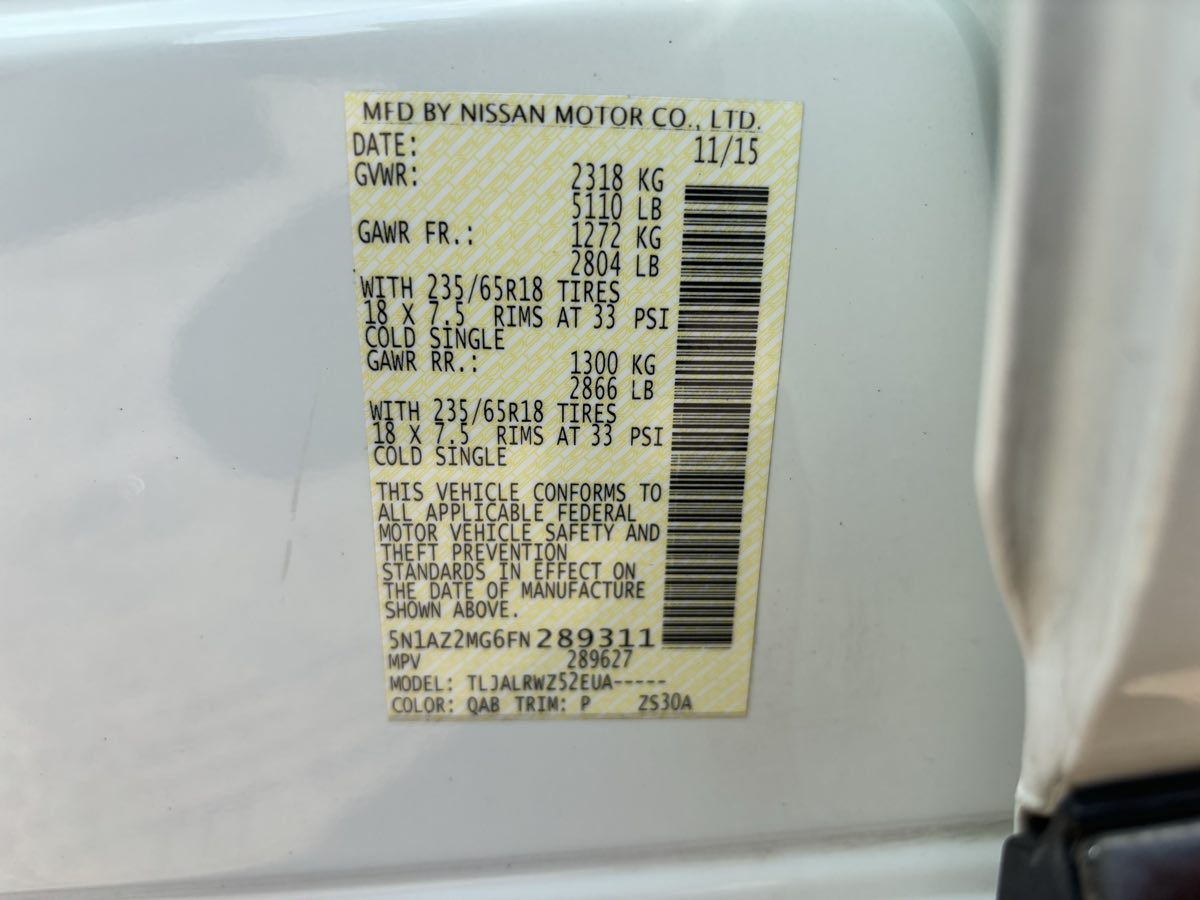 MFD BY NISSAN MOTOR CO., LTD.
DATE: 11/15
GVWR: 2318 KG
5110 LB
GAWR FR.: 1272 KG
2804 LB
WITH 235/65R18 TIRES
18 X 7.5 RIMS AT 33 PSI
COLD SINGLE
GAWR RR.: 1300 KG
2866 LB
WITH 235/65R18 TIRES
18 X 7.5 RIMS AT 33 PSI
COLD SINGLE
THIS VEHICLE CONFORMS TO
ALL APPLICABLE FEDERAL
MOTOR VEHICLE SAFETY AND
THEFT PREVENTION
STANDARDS IN EFFECT ON
THE DATE OF MANUFACTURE
SHOWN ABOVE.
5N1AZ2MG6FN289311
MPV 289627
MODEL: TLJALRWZ52EUA-----
COLOR: QAB TRIM: P ZS30A